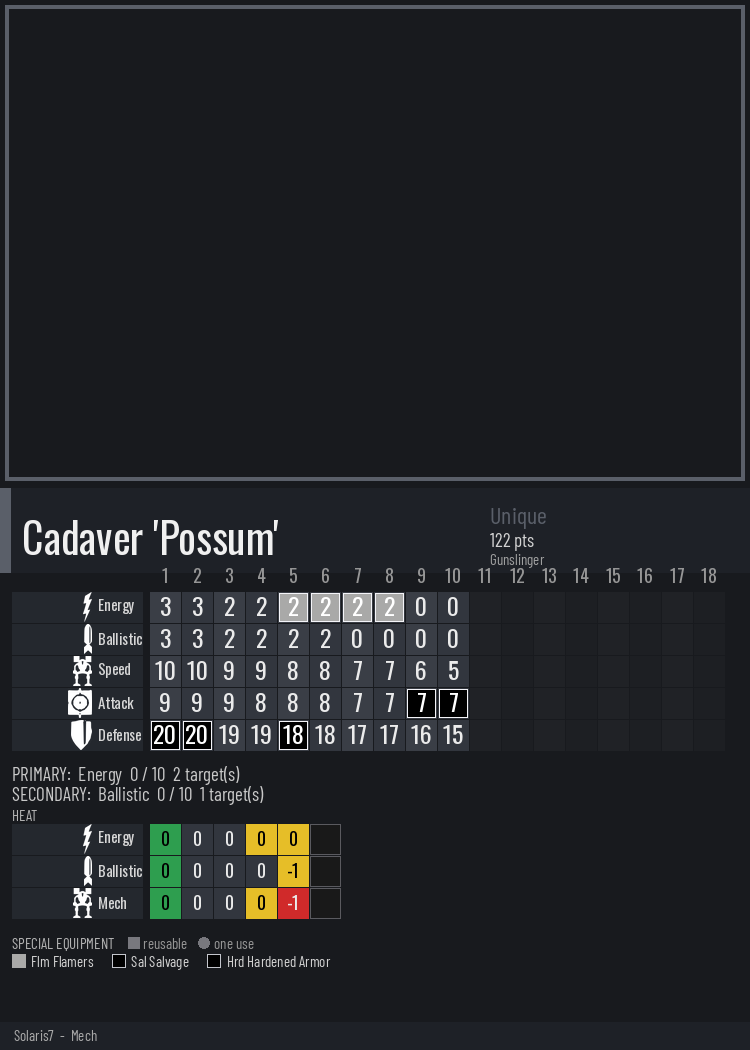 Cadaver 'Possum'
Unique
122 pts
Gunslinger
1 2 3 4 5 6 7 8 9 10 11 12 13 14 15 16 17 18
Energy 3 3 2 2 2 2 2 2 0 0
Ballistic 3 3 2 2 2 2 0 0 0 0
Speed 10 10 9 9 8 8 7 7 6 5
Attack 9 9 9 8 8 8 7 7 7 7
Defense 20 20 19 19 18 18 17 17 16 15
PRIMARY: Energy 0 / 10 2 target(s)
SECONDARY: Ballistic 0 / 10 1 target(s)
HEAT
Energy 0 0 0 0 0
Ballistic 0 0 0 0 -1
Mech 0 0 0 0 -1
SPECIAL EQUIPMENT reusable one use
Flm Flamers Sal Salvage Hrd Hardened Armor
Solaris7 - Mech